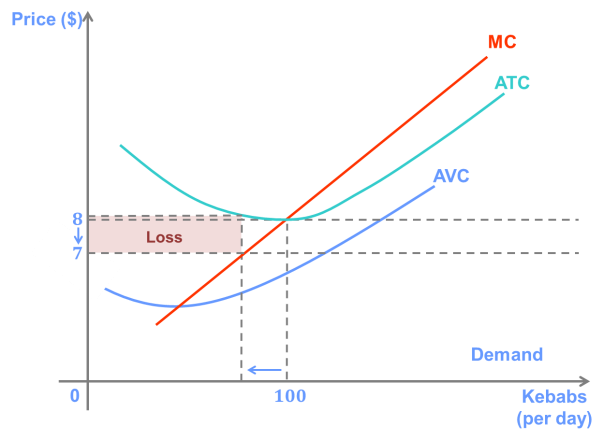 Price ($)
MC
ATC
AVC
8
Loss
7
Demand
0
100
Kebabs
(per day)